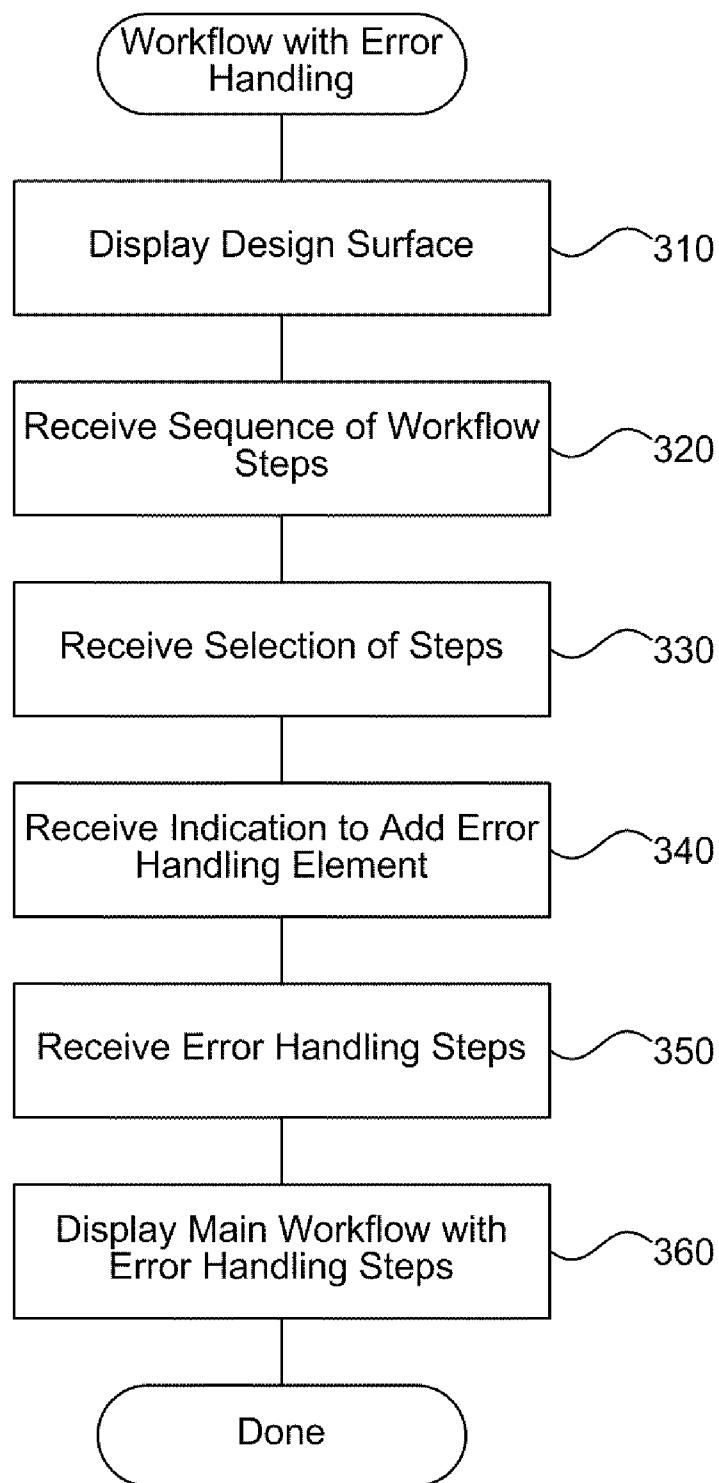 Workflow with Error
Handling
Display Design Surface
310
Receive Sequence of Workflow
Steps
320
Receive Selection of Steps
330
Receive Indication to Add Error
Handling Element
340
Receive Error Handling Steps
350
Display Main Workflow with
Error Handling Steps
360
Done